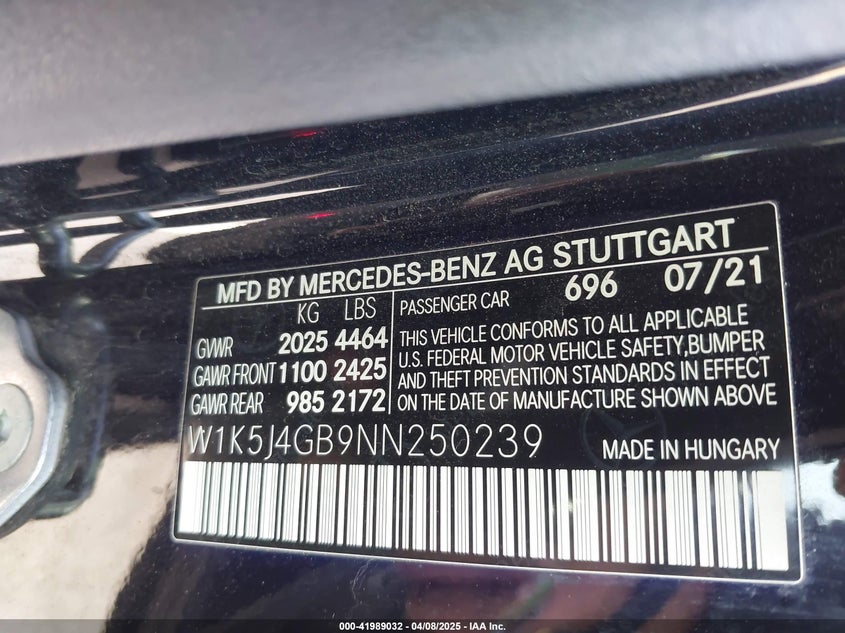 MFD BY MERCEDES-BENZ AG STUTTGART
KG LBS PASSENGER CAR 696 07/21
GVWR 2025 4464
GAWR FRONT 1100 2425
GAWR REAR 985 2172
THIS VEHICLE CONFORMS TO ALL APPLICABLE
U.S. FEDERAL MOTOR VEHICLE SAFETY,BUMPER
AND THEFT PREVENTION STANDARDS IN EFFECT
ON THE DATE OF MANUFACTURE SHOWN ABOVE
W1K5J4GB9NN250239 MADE IN HUNGARY
000-41989032 - 04/08/2025 - IAA Inc.